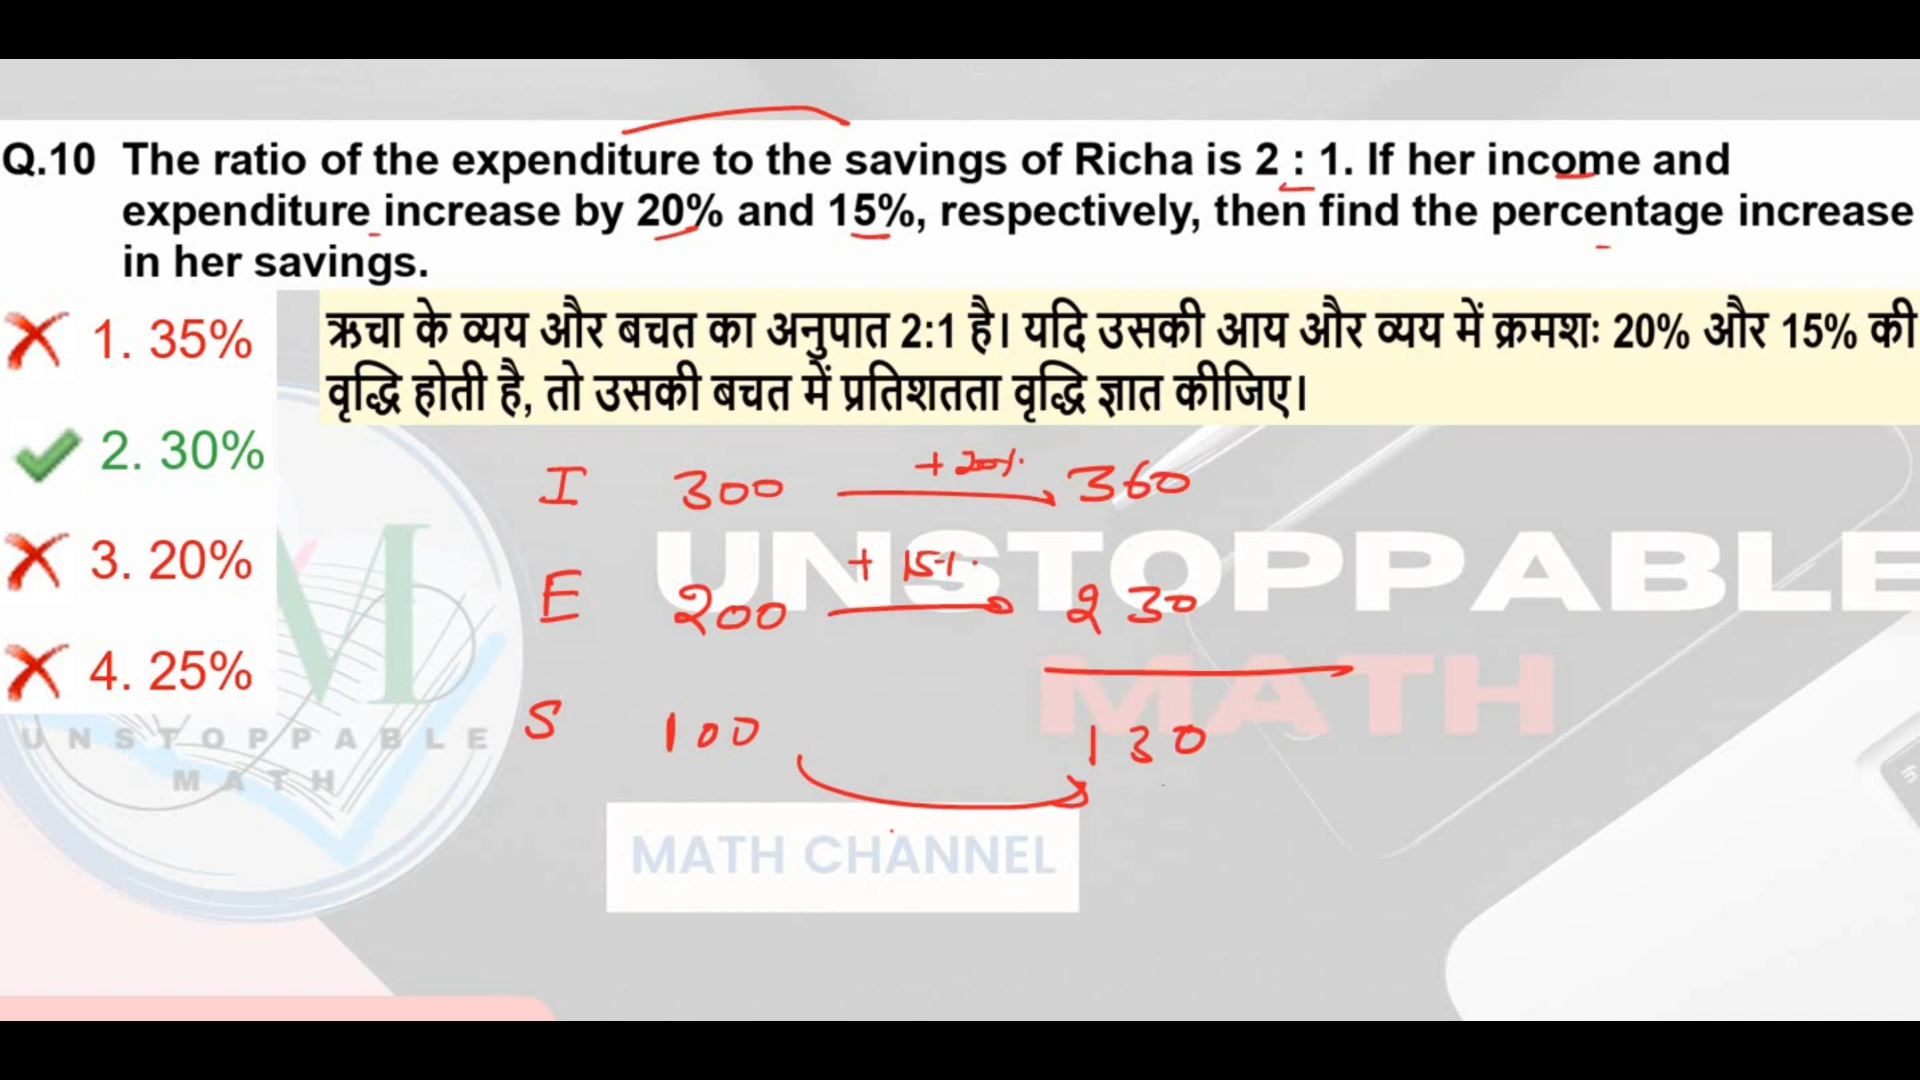 Q.10 The ratio of the expenditure to the savings of Richa is 2 : 1. If her income and
expenditure increase by 20% and 15%, respectively, then find the percentage increase
in her savings.
ऋचा के व्यय और बचत का अनुपात 2:1 है। यदि उसकी आय और व्यय में क्रमशः 20% और 15% की
वृद्धि होती है, तो उसकी बचत में प्रतिशतता वृद्धि ज्ञात कीजिए।
1. 35%
2. 30%
3. 20%
4. 25%
I 300 +20% 360
E 200 +15% 230
S 100 130
UNSTOPPABLE
MATH
UNSTOPPABLE
MATH
MATH CHANNEL